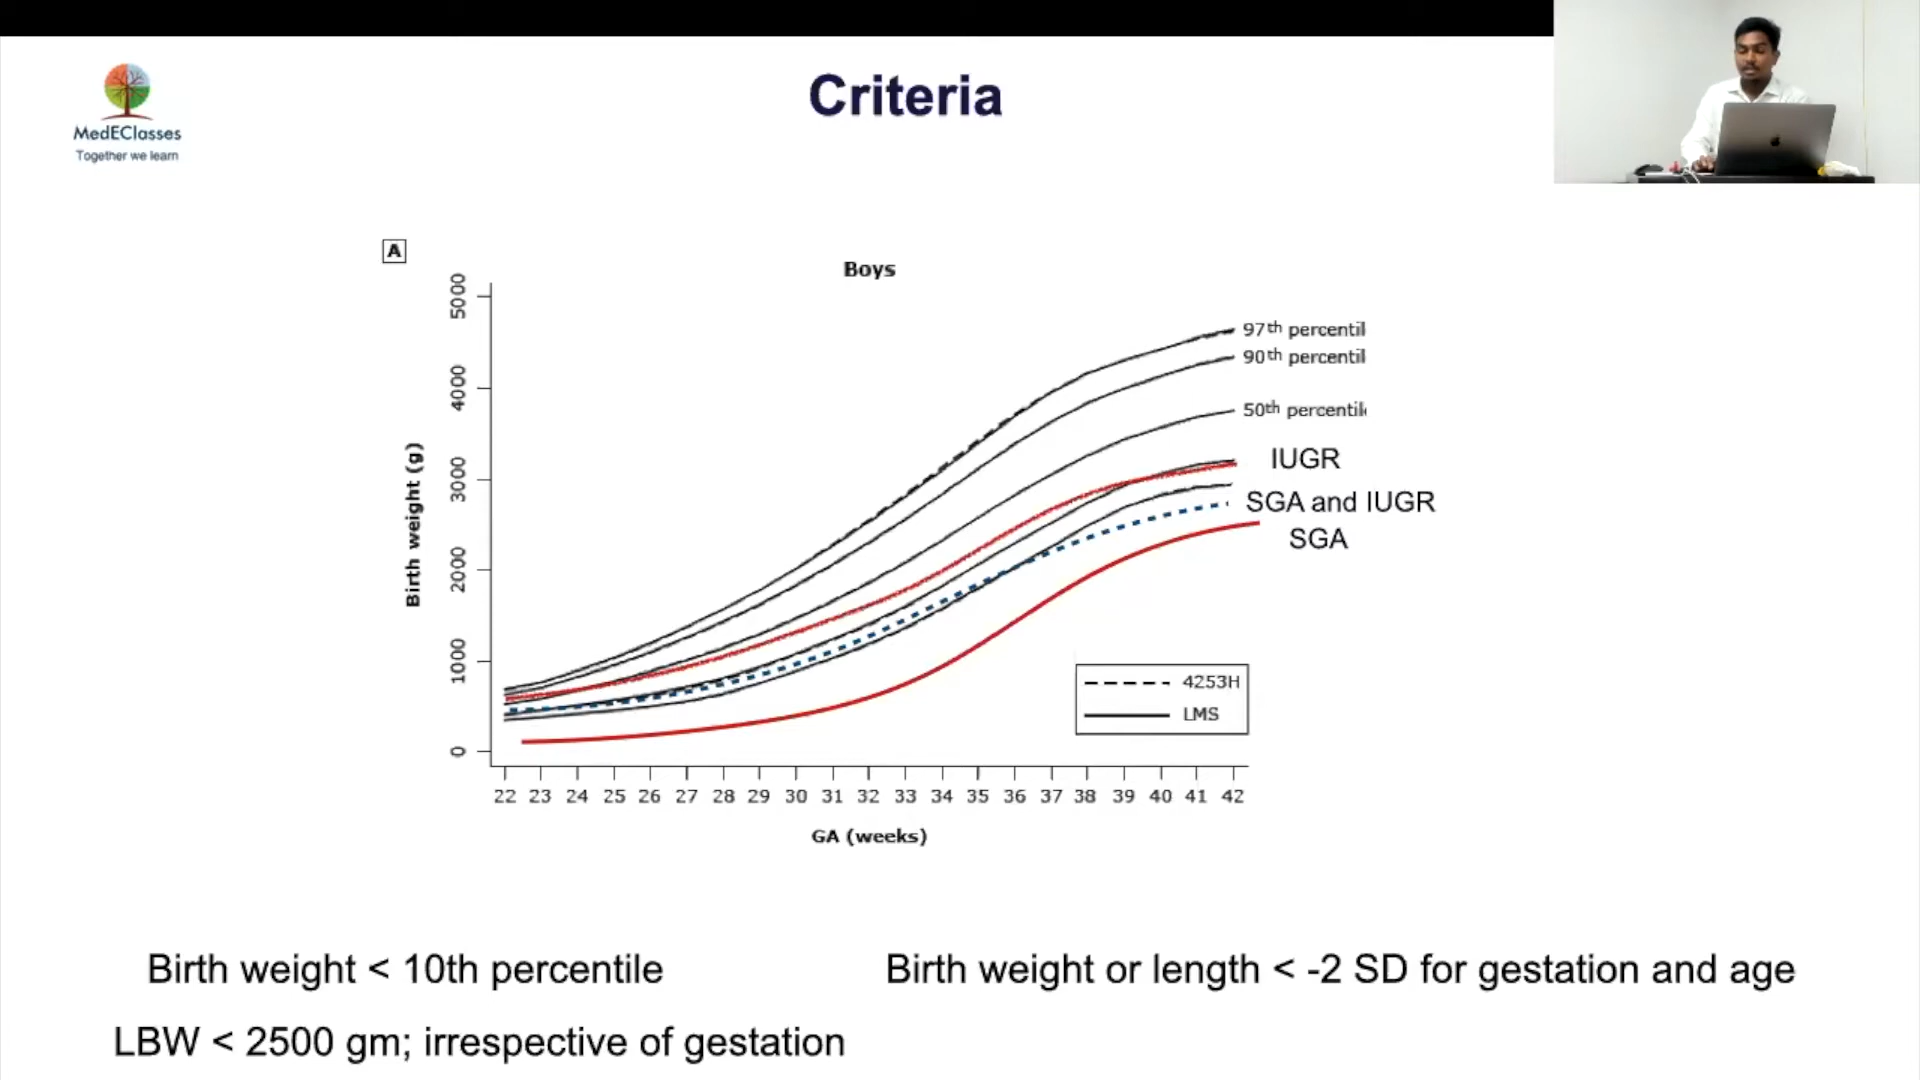 MedEClasses
Together we learn
Criteria
A
Boys
Birth weight (g)
5000
4000
3000
2000
1000
0
97th percentil
90th percentil
50th percentile
IUGR
SGA and IUGR
SGA
4253H
LMS
22 23 24 25 26 27 28 29 30 31 32 33 34 35 36 37 38 39 40 41 42
GA (weeks)
Birth weight < 10th percentile
Birth weight or length < -2 SD for gestation and age
LBW < 2500 gm; irrespective of gestation